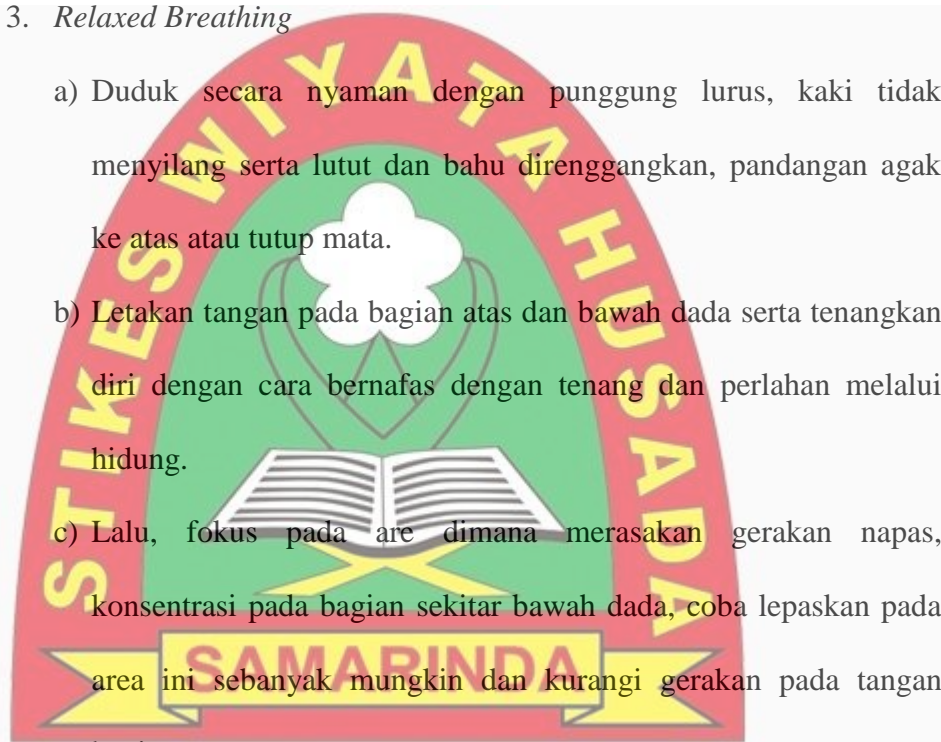 3. Relaxed Breathing
a) Duduk secara nyaman dengan punggung lurus, kaki tidak
menyilang serta lutut dan bahu direnggangkan, pandangan agak
ke atas atau tutup mata.
b) Letakan tangan pada bagian atas dan bawah dada serta tenangkan
diri dengan cara bernafas dengan tenang dan perlahan melalui
hidung.
c) Lalu, fokus pada are dimana merasakan gerakan napas,
konsentrasi pada bagian sekitar bawah dada, coba lepaskan pada
area ini sebanyak mungkin dan kurangi gerakan pada tangan
STIKES WIYATA HUSADA
SAMARINDA